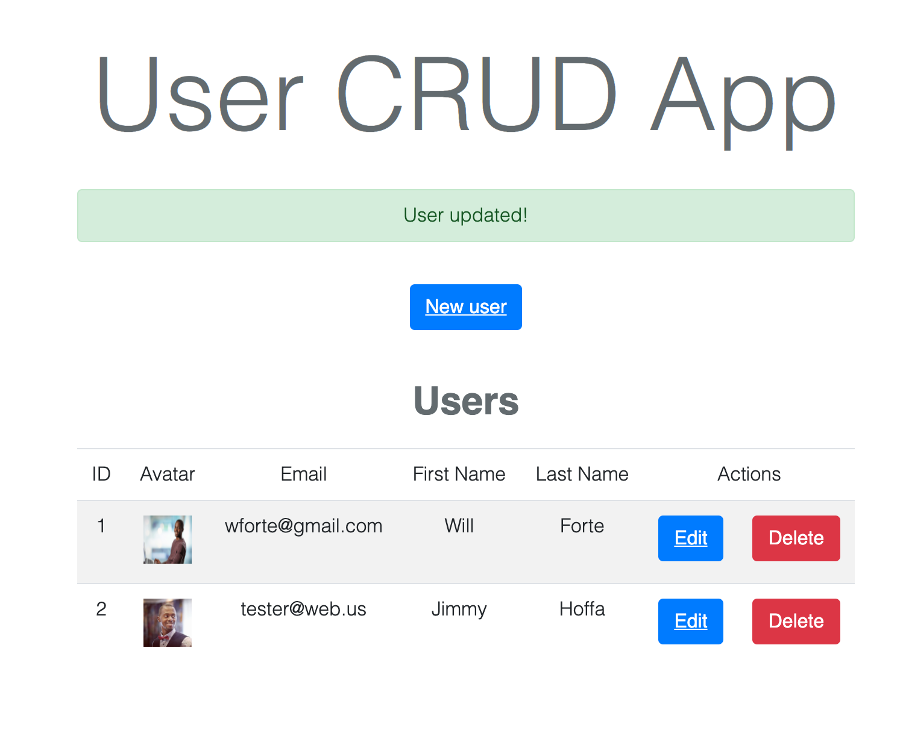 User CRUD App
User updated!
New user
Users
ID Avatar Email First Name Last Name Actions
1 wforte@gmail.com Will Forte Edit Delete
2 tester@web.us Jimmy Hoffa Edit Delete